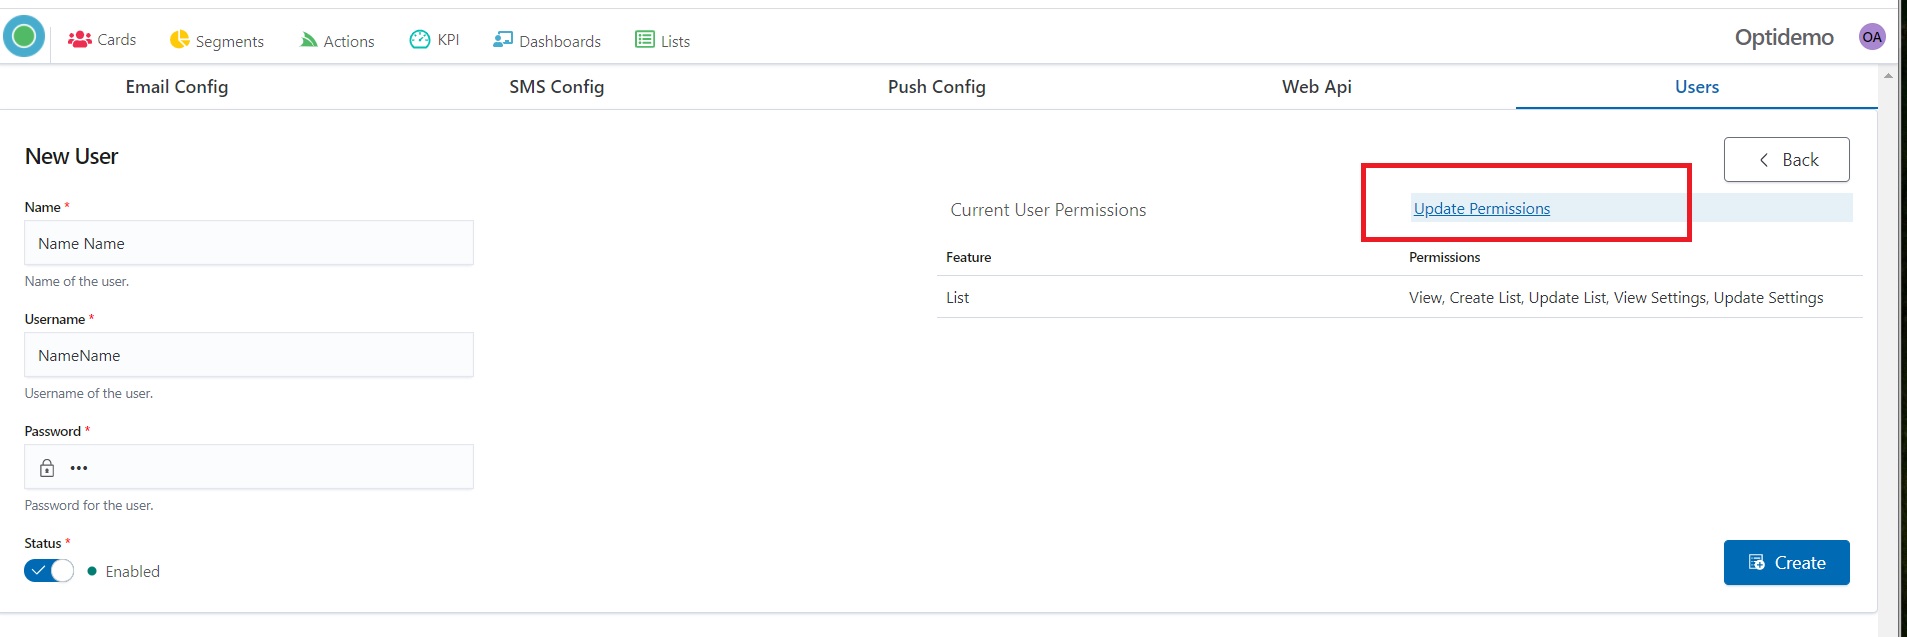 Cards Segments Actions KPI Dashboards Lists Optidemo OA
Email Config SMS Config Push Config Web Api Users
New User
Back
Name *
Name Name
Name of the user.
Username *
NameName
Username of the user.
Password *
•••
Password for the user.
Status *
Enabled
Current User Permissions Update Permissions
Feature Permissions
List View, Create List, Update List, View Settings, Update Settings
Create